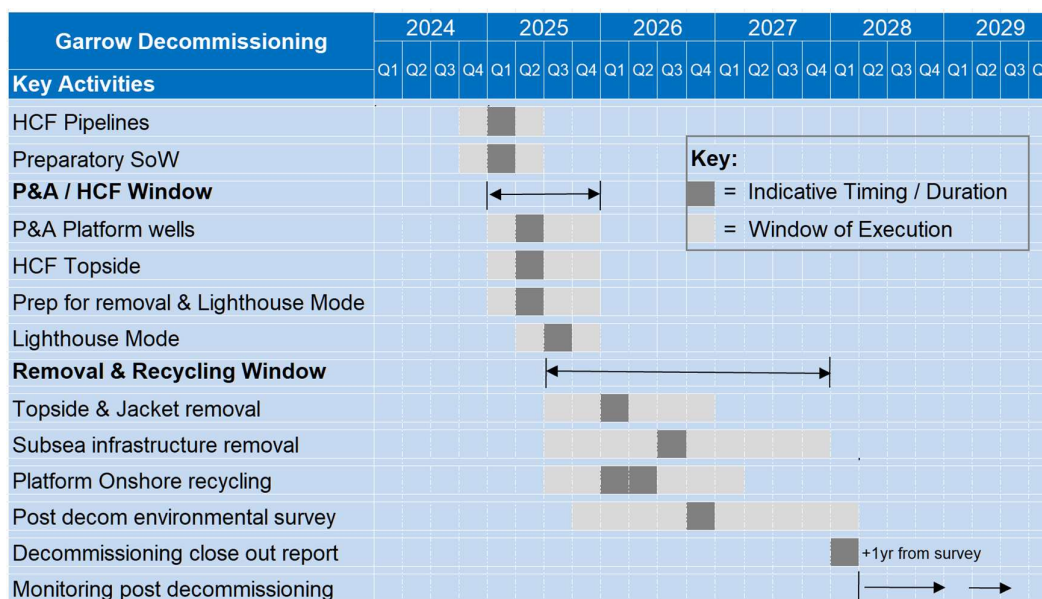 Garrow Decommissioning
2024 2025 2026 2027 2028 2029
Key Activities
Q1 Q2 Q3 Q4 Q1 Q2 Q3 Q4 Q1 Q2 Q3 Q4 Q1 Q2 Q3 Q4 Q1 Q2 Q3 Q4 Q1 Q2 Q3
HCF Pipelines
Preparatory SoW
P&A / HCF Window
P&A Platform wells
HCF Topside
Prep for removal & Lighthouse Mode
Lighthouse Mode
Removal & Recycling Window
Topside & Jacket removal
Subsea infrastructure removal
Platform Onshore recycling
Post decom environmental survey
Decommissioning close out report
+1yr from survey
Monitoring post decommissioning
Key:
= Indicative Timing / Duration
= Window of Execution